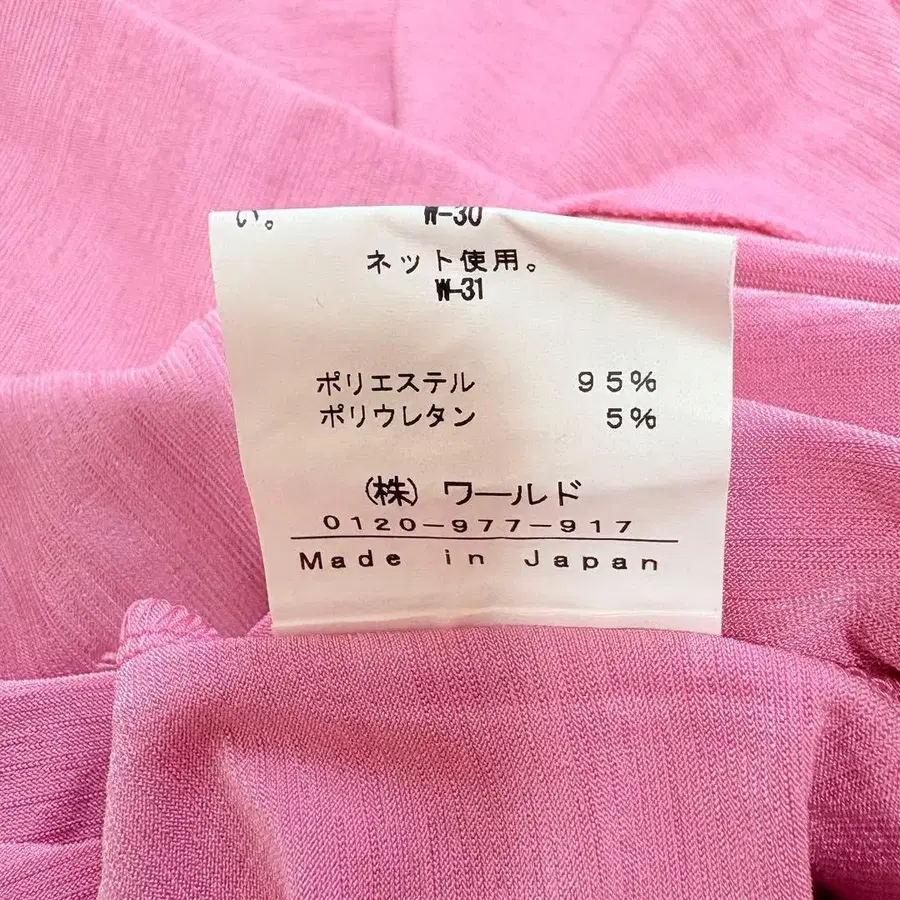 い。 W-30
ネット使用。
W-31
ポリエステル 95%
ポリウレタン 5%
(株) ワールド
0120-977-917
Made in Japan